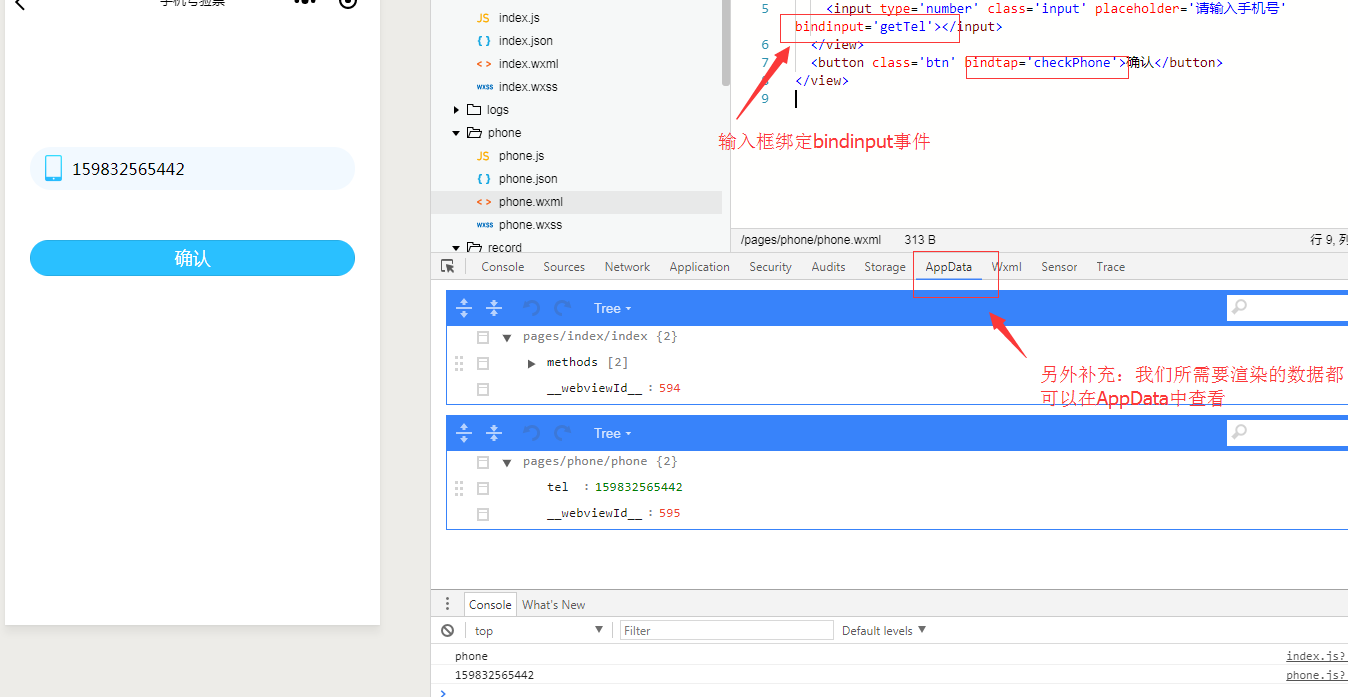 手机号验票
159832565442
确认
index.js
index.json
index.wxml
index.wxss
logs
phone
phone.js
phone.json
phone.wxml
phone.wxss
record
5 <input type='number' class='input' placeholder='请输入手机号'
bindinput='getTel'></input>
6 </view>
7 <button class='btn' bindtap='checkPhone'>确认</button>
</view>
9
输入框绑定bindinput事件
/pages/phone/phone.wxml 313 B 行 9, 列
Console Sources Network Application Security Audits Storage AppData Wxml Sensor Trace
Tree
pages/index/index {2}
methods [2]
__webviewId__ : 594
另外补充：我们所需要渲染的数据都
可以在AppData中查看
Tree
pages/phone/phone {2}
tel : 159832565442
__webviewId__ : 595
Console What's New
top Filter Default levels
phone index.js?
159832565442 phone.js?